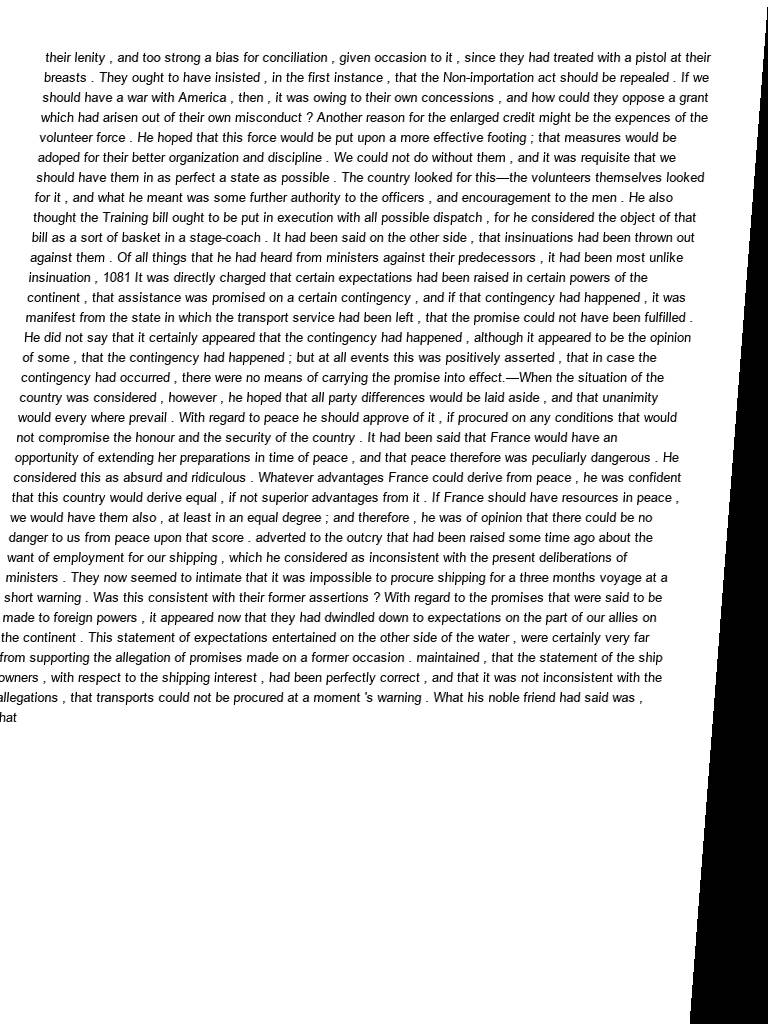 their lenity , and too strong a bias for conciliation , given occasion to it , since they had treated with a pistol at their
breasts . They ought to have insisted , in the first instance , that the Non-importation act should be repealed . If we
should have a war with America , then , it was owing to their own concessions , and how could they oppose a grant
which had arisen out of their own misconduct ? Another reason for the enlarged credit might be the expences of the
volunteer force . He hoped that this force would be put upon a more effective footing ; that measures would be
adoped for their better organization and discipline . We could not do without them , and it was requisite that we
should have them in as perfect a state as possible . The country looked for this—the volunteers themselves looked
for it , and what he meant was some further authority to the officers , and encouragement to the men . He also
thought the Training bill ought to be put in execution with all possible dispatch , for he considered the object of that
bill as a sort of basket in a stage-coach . It had been said on the other side , that insinuations had been thrown out
against them . Of all things that he had heard from ministers against their predecessors , it had been most unlike
insinuation , 1081 It was directly charged that certain expectations had been raised in certain powers of the
continent , that assistance was promised on a certain contingency , and if that contingency had happened , it was
manifest from the state in which the transport service had been left , that the promise could not have been fulfilled .
He did not say that it certainly appeared that the contingency had happened , although it appeared to be the opinion
of some , that the contingency had happened ; but at all events this was positively asserted , that in case the
contingency had occurred , there were no means of carrying the promise into effect.—When the situation of the
country was considered , however , he hoped that all party differences would be laid aside , and that unanimity
would every where prevail . With regard to peace he should approve of it , if procured on any conditions that would
not compromise the honour and the security of the country . It had been said that France would have an
opportunity of extending her preparations in time of peace , and that peace therefore was peculiarly dangerous . He
considered this as absurd and ridiculous . Whatever advantages France could derive from peace , he was confident
that this country would derive equal , if not superior advantages from it . If France should have resources in peace ,
we would have them also , at least in an equal degree ; and therefore , he was of opinion that there could be no
danger to us from peace upon that score . adverted to the outcry that had been raised some time ago about the
want of employment for our shipping , which he considered as inconsistent with the present deliberations of
ministers . They now seemed to intimate that it was impossible to procure shipping for a three months voyage at a
short warning . Was this consistent with their former assertions ? With regard to the promises that were said to be
made to foreign powers , it appeared now that they had dwindled down to expectations on the part of our allies on
the continent . This statement of expectations entertained on the other side of the water , were certainly very far
from supporting the allegation of promises made on a former occasion . maintained , that the statement of the ship
owners , with respect to the shipping interest , had been perfectly correct , and that it was not inconsistent with the
allegations , that transports could not be procured at a moment 's warning . What his noble friend had said was ,
hat